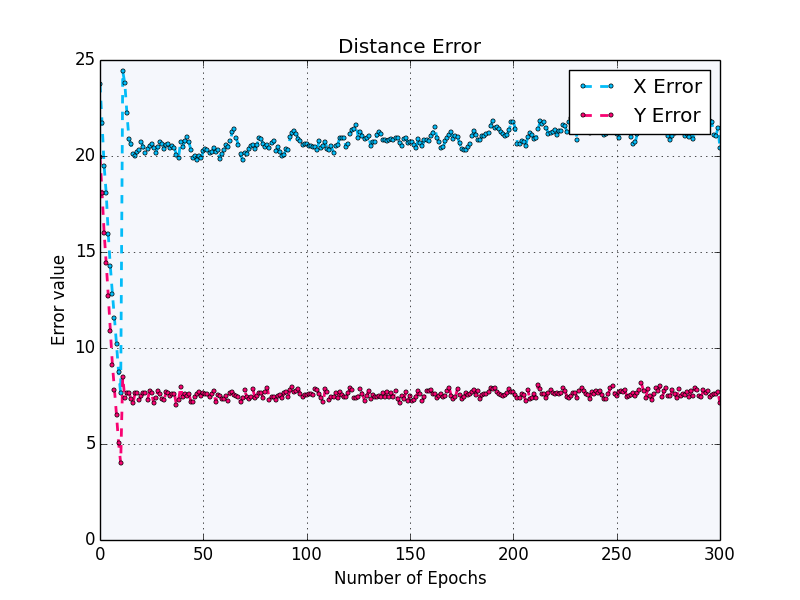 Distance Error
X Error
Y Error
Error value
25
20
15
10
5
0
0 50 100 150 200 250 300
Number of Epochs